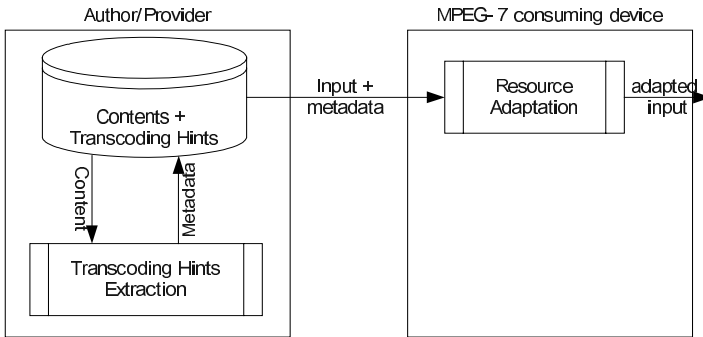 Author/Provider
MPEG-7 consuming device
Contents +
Transcoding Hints
Input +
metadata
Resource
Adaptation
adapted
input
Content
Metadata
Transcoding Hints
Extraction